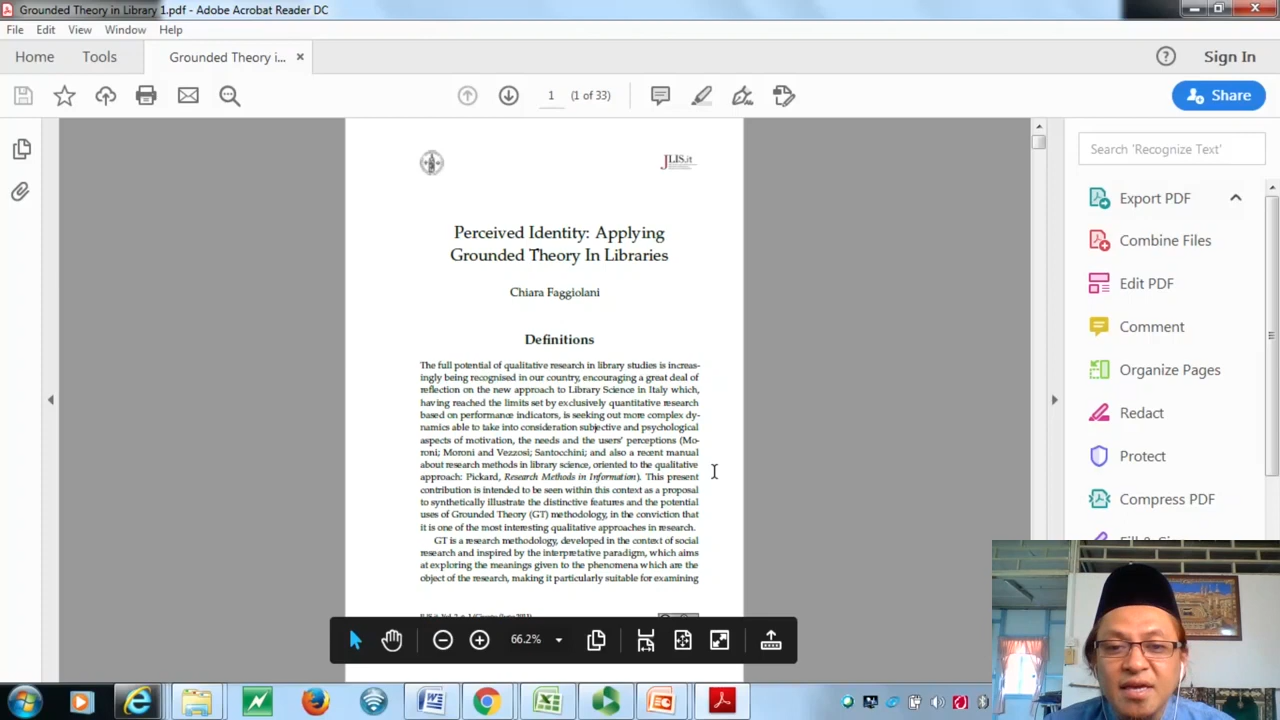 Grounded Theory in Library 1.pdf - Adobe Acrobat Reader DC
File Edit View Window Help
Home Tools Grounded Theory i... ×
Sign In
1 (1 of 33)
Share
JLIS.it
Search 'Recognize Text'
Perceived Identity: Applying
Grounded Theory In Libraries
Chiara Faggiolani
Definitions
The full potential of qualitative research in library studies is increas-
ingly being recognised in our country, encouraging a great deal of
reflection on the new approach to Library Science in Italy which,
having reached the limits set by exclusively quantitative research
based on performance indicators, is seeking out more complex dy-
namics able to take into consideration subjective and psychological
aspects of motivation, the needs and the users' perceptions (Mo-
roni; Moroni and Vezzosi; Santocchini; and also a recent manual
about research methods in library science, oriented to the qualitative
approach: Pickard, Research Methods in Information). This present
contribution is intended to be seen within this context as a proposal
to synthetically illustrate the distinctive features and the potential
uses of Grounded Theory (GT) methodology, in the conviction that
it is one of the most interesting qualitative approaches in research.
GT is a research methodology, developed in the context of social
research and inspired by the interpretative paradigm, which aims
at exploring the meanings given to the phenomena which are the
object of the research, making it particularly suitable for examining
Export PDF
Combine Files
Edit PDF
Comment
Organize Pages
Redact
Protect
Compress PDF
66.2%